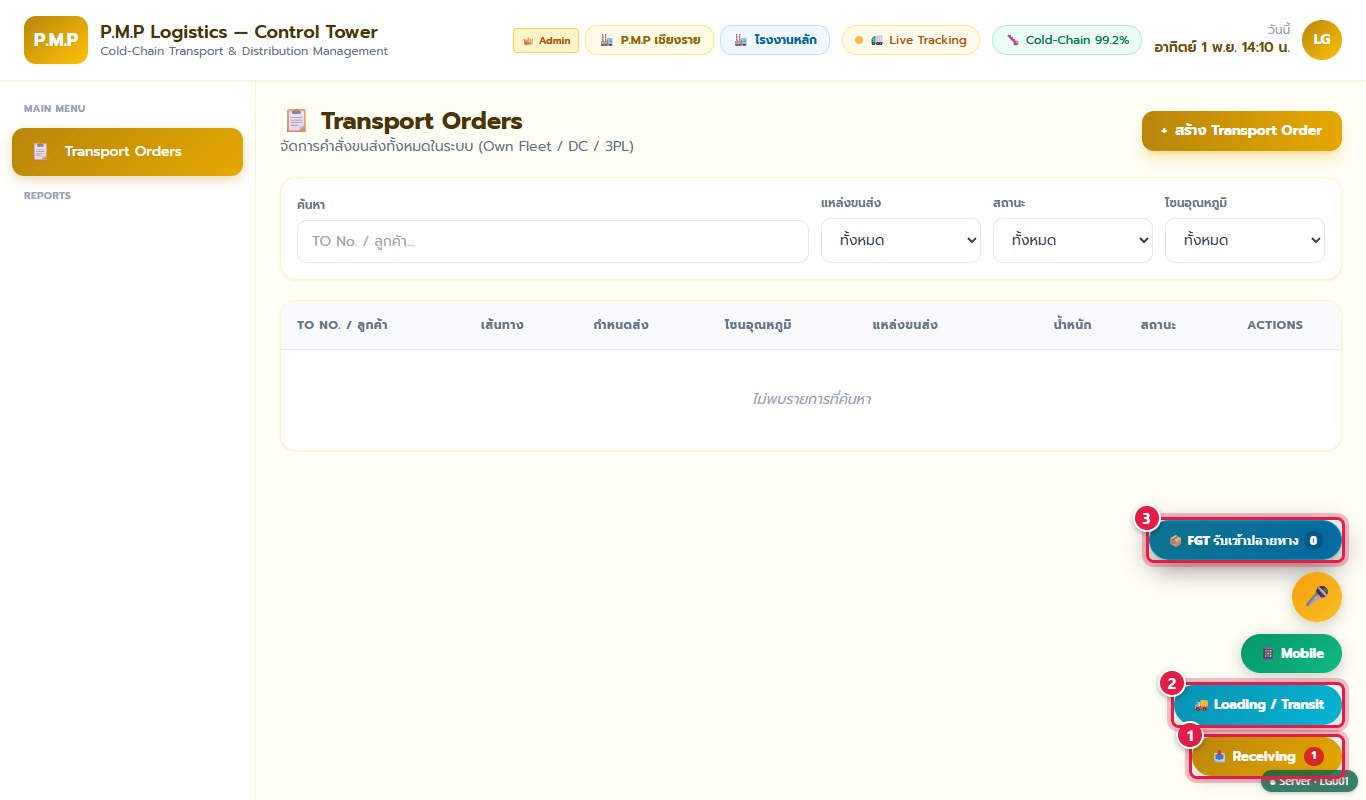 P.M.P
P.M.P Logistics — Control Tower
Cold-Chain Transport & Distribution Management
Admin
P.M.P เชียงราย
โรงงานหลัก
Live Tracking
Cold-Chain 99.2%
วันนี้
อาทิตย์ 1 พ.ย. 14:10 น.
LG
MAIN MENU
Transport Orders
REPORTS
Transport Orders
จัดการคำสั่งขนส่งทั้งหมดในระบบ (Own Fleet / DC / 3PL)
+ สร้าง Transport Order
ค้นหา
TO No. / ลูกค้า...
แหล่งขนส่ง
ทั้งหมด
สถานะ
ทั้งหมด
โซนอุณหภูมิ
ทั้งหมด
TO NO. / ลูกค้า เส้นทาง กำหนดส่ง โซนอุณหภูมิ แหล่งขนส่ง น้ำหนัก สถานะ ACTIONS
ไม่พบรายการที่ค้นหา
3
FGT รับเข้าปลายทาง 0
Mobile
2
Loading / Transit
1
Receiving 1
Server - LG001